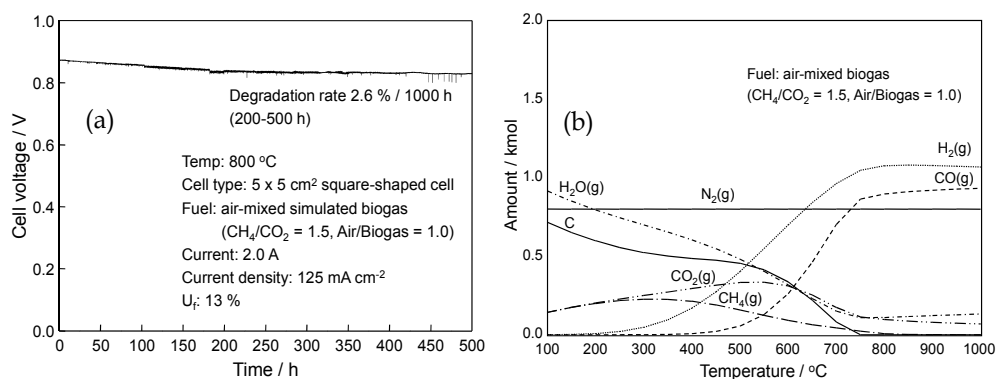 1.0
0.8
0.6
0.4
0.2
0.0
Cell voltage / V
(a)
Degradation rate 2.6 % / 1000 h
(200-500 h)
Temp: 800 °C
Cell type: 5 x 5 cm² square-shaped cell
Fuel: air-mixed simulated biogas
(CH₄/CO₂ = 1.5, Air/Biogas = 1.0)
Current: 2.0 A
Current density: 125 mA cm⁻²
U_f: 13 %
0 50 100 150 200 250 300 350 400 450 500
Time / h
2.0
1.5
1.0
0.5
0.0
Amount / kmol
(b)
Fuel: air-mixed biogas
(CH₄/CO₂ = 1.5, Air/Biogas = 1.0)
H₂(g)
CO(g)
H₂O(g)
N₂(g)
C
CO₂(g)
CH₄(g)
100 200 300 400 500 600 700 800 900 1000
Temperature / °C